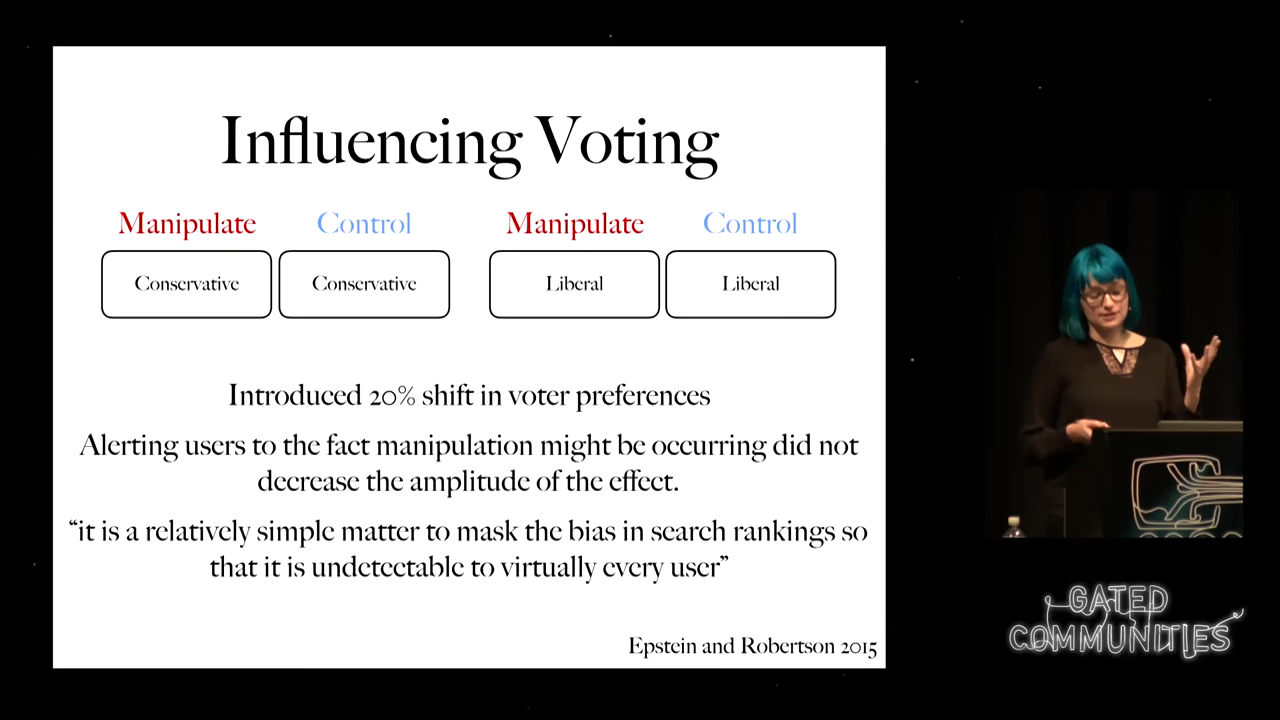 Influencing Voting
Manipulate Control Manipulate Control
Conservative Conservative Liberal Liberal
Introduced 20% shift in voter preferences
Alerting users to the fact manipulation might be occurring did not
decrease the amplitude of the effect.
“it is a relatively simple matter to mask the bias in search rankings so
that it is undetectable to virtually every user”
Epstein and Robertson 2015
GATED
COMMUNITIES